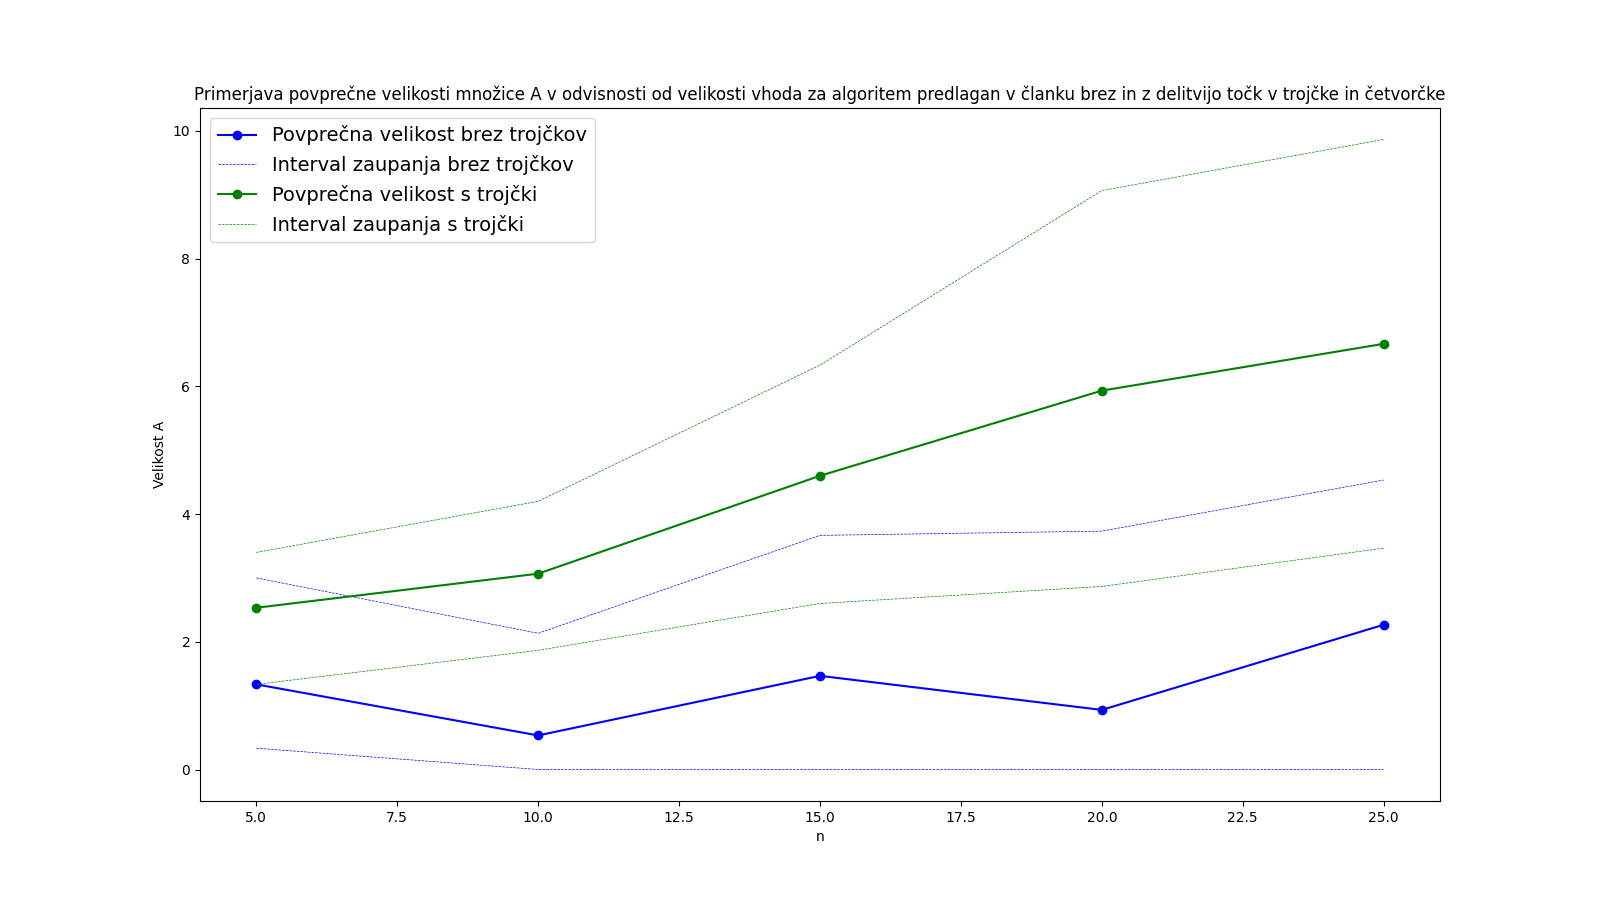 Primerjava povprečne velikosti množice A v odvisnosti od velikosti vhoda za algoritem predlagan v članku brez in z delitvijo točk v trojčke in četvorčke
Povprečna velikost brez trojčkov
Interval zaupanja brez trojčkov
Povprečna velikost s trojčki
Interval zaupanja s trojčki
10
8
6
4
2
0
Velikost A
5.0 7.5 10.0 12.5 15.0 17.5 20.0 22.5 25.0
n